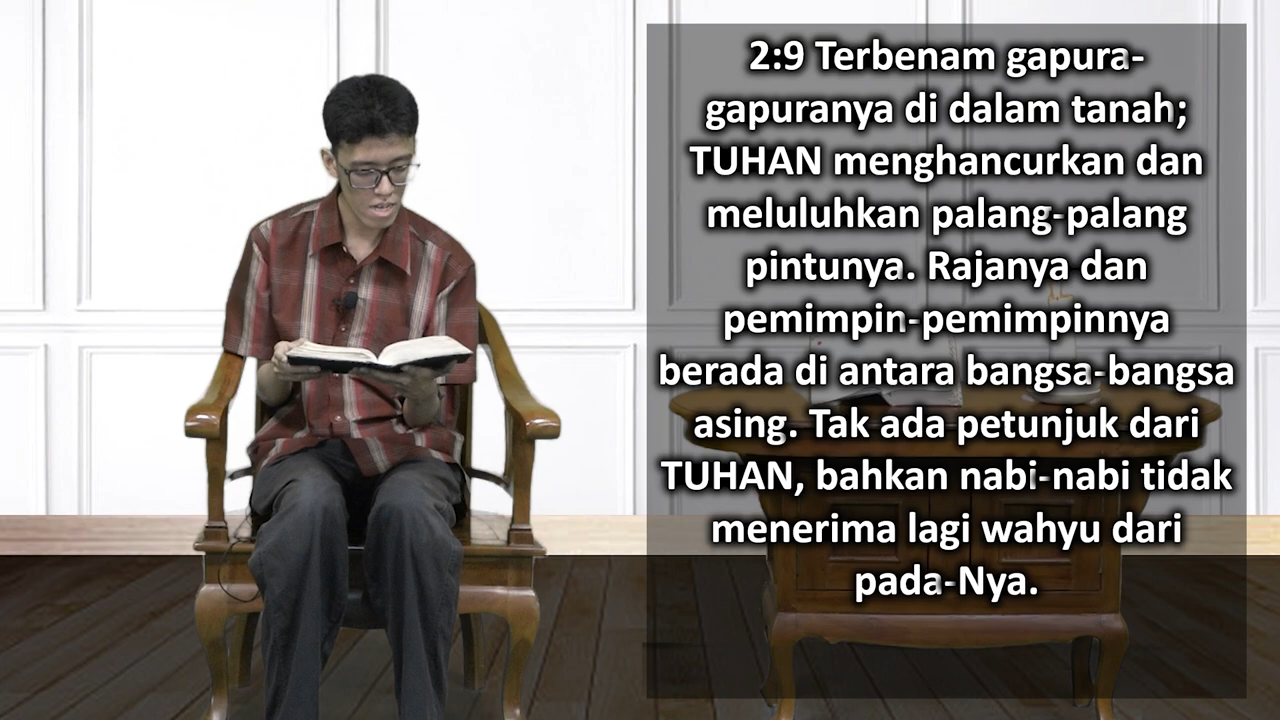 2:9 Terbenam gapura-
gapuranya di dalam tanah;
TUHAN menghancurkan dan
meluluhkan palang-palang
pintunya. Rajanya dan
pemimpin-pemimpinnya
berada di antara bangsa-bangsa
asing. Tak ada petunjuk dari
TUHAN, bahkan nabi-nabi tidak
menerima lagi wahyu dari
pada-Nya.